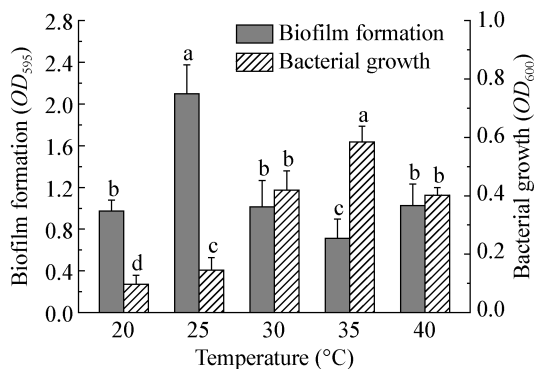 Biofilm formation
Bacterial growth
Biofilm formation (OD595)
2.8
2.4
2.0
1.6
1.2
0.8
0.4
0.0
b
d
a
c
b
b
c
a
b
b
1.0
0.8
0.6
0.4
0.2
0.0
Bacterial growth (OD600)
20 25 30 35 40
Temperature (°C)